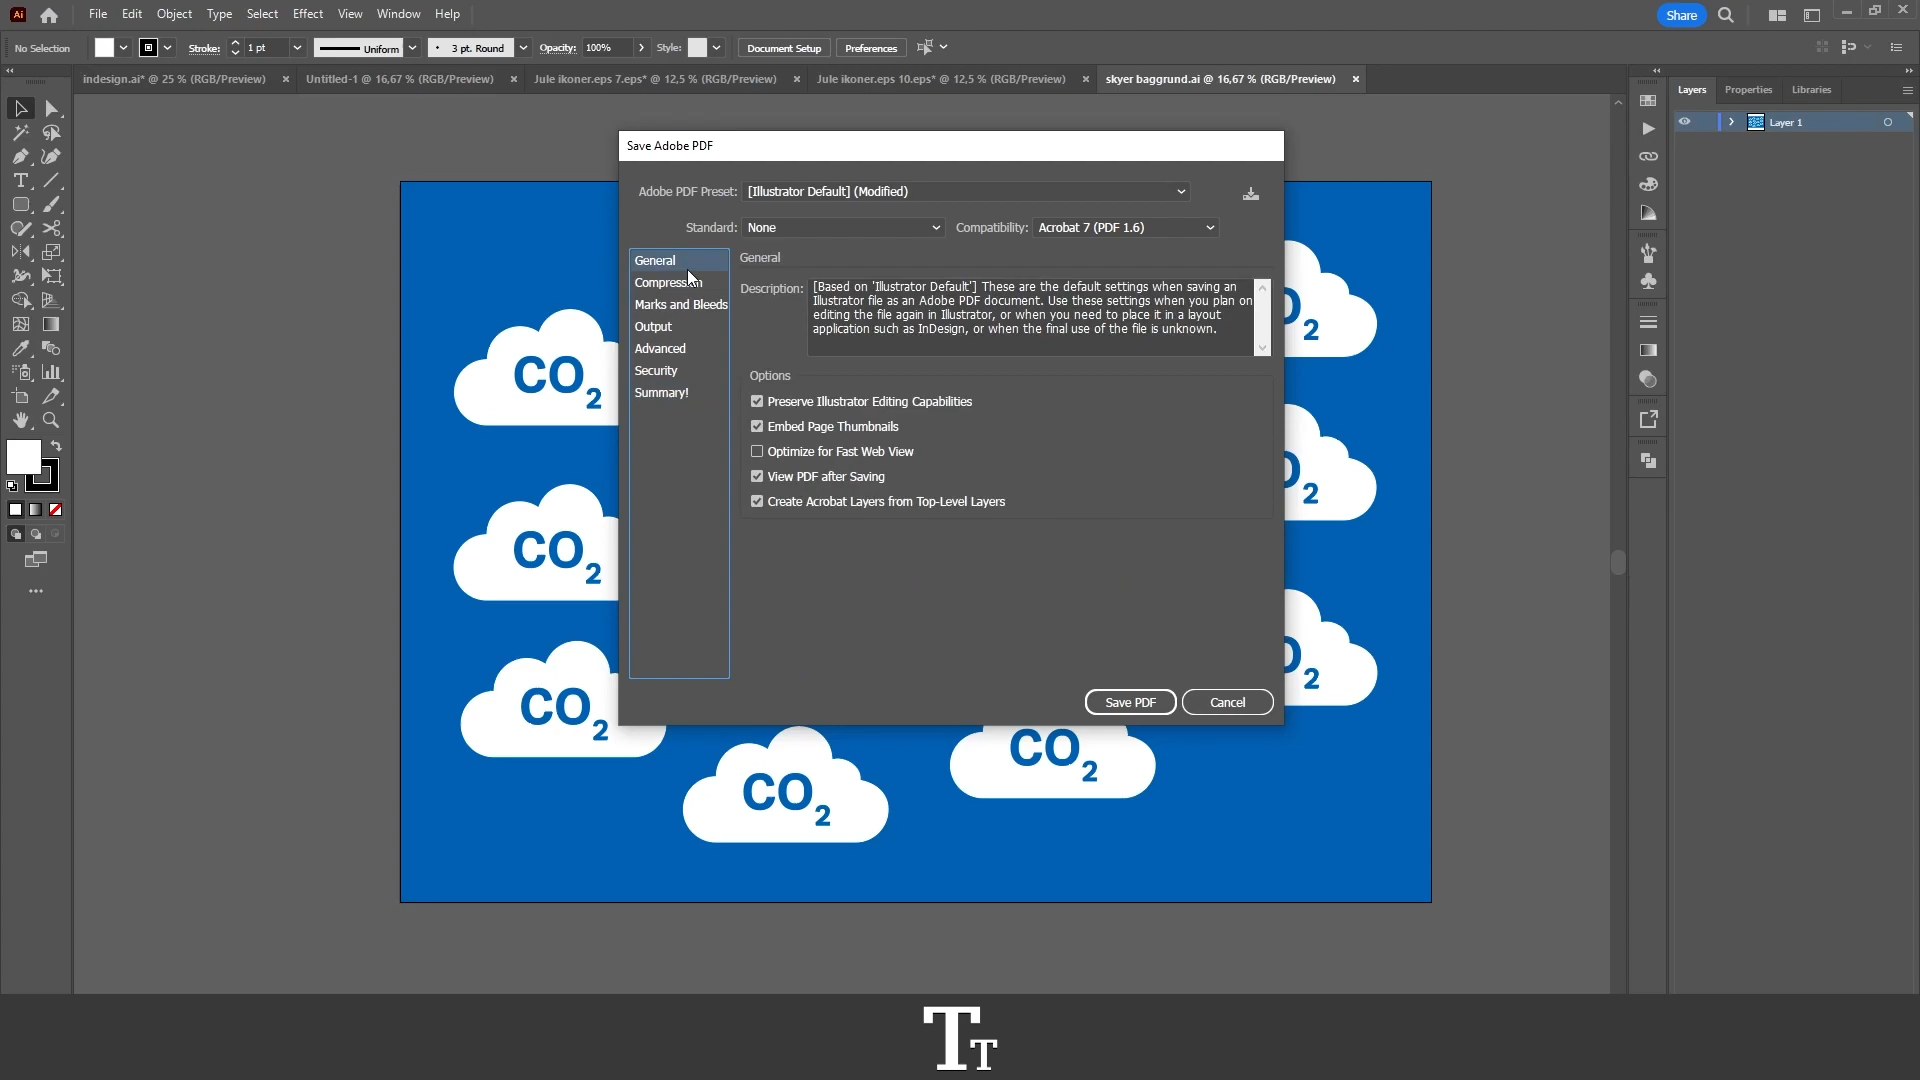 Ai File Edit Object Type Select Effect View Window Help Share
No Selection Stroke: 1 pt Uniform 3 pt. Round Opacity: 100% Style: Document Setup Preferences
indesign.ai* @ 25 % (RGB/Preview) Untitled-1 @ 16,67 % (RGB/Preview) Jule ikoner.eps 7.eps* @ 12,5 % (RGB/Preview) Jule ikoner.eps 10.eps* @ 12,5 % (RGB/Preview) skyer baggrund.ai @ 16,67 % (RGB/Preview)
Layers Properties Libraries
Layer 1
Save Adobe PDF
Adobe PDF Preset: [Illustrator Default] (Modified)
Standard: None Compatibility: Acrobat 7 (PDF 1.6)
General
Compression
Marks and Bleeds
Output
Advanced
Security
Summary!
General
Description: [Based on 'Illustrator Default'] These are the default settings when saving an
Illustrator file as an Adobe PDF document. Use these settings when you plan on
editing the file again in Illustrator, or when you need to place it in a layout
application such as InDesign, or when the final use of the file is unknown.
Options
Preserve Illustrator Editing Capabilities
Embed Page Thumbnails
Optimize for Fast Web View
View PDF after Saving
Create Acrobat Layers from Top-Level Layers
Save PDF Cancel
CO2
CO2
CO2
CO2
CO2
O2
O2
O2
TT